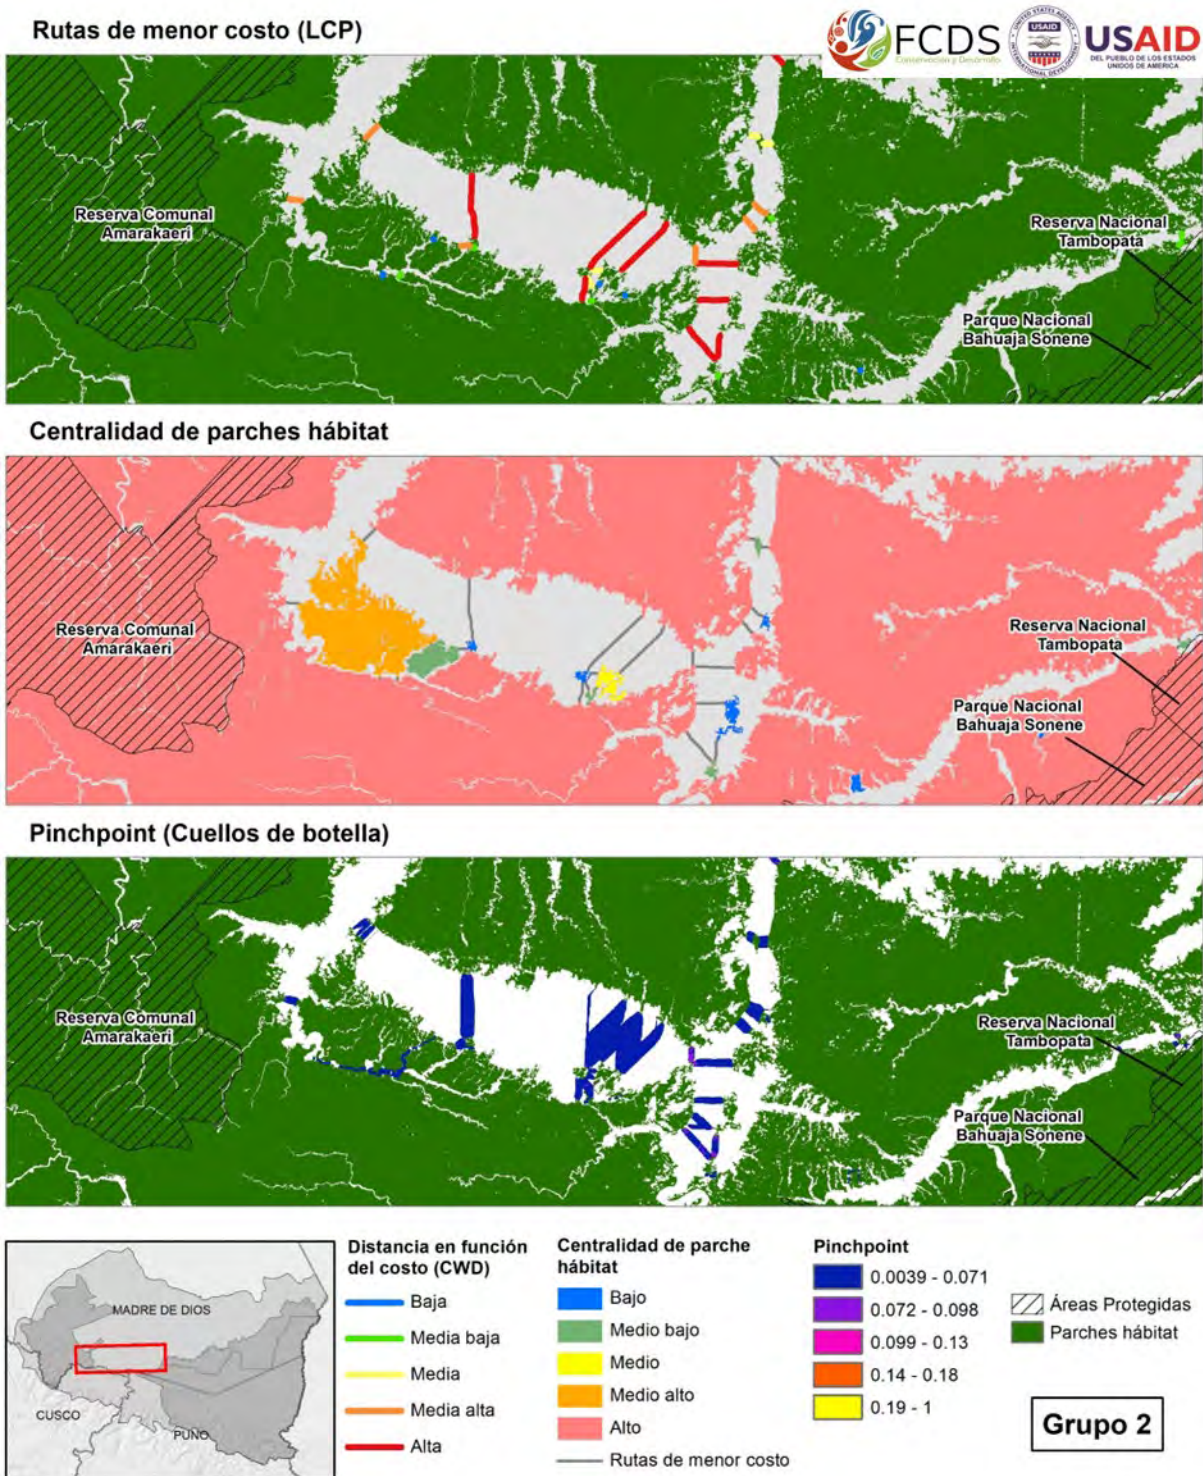 Rutas de menor costo (LCP)
FCDS
Conservación y Desarrollo
UNITED STATES AGENCY
USAID
INTERNATIONAL DEVELOPMENT
USAID
DEL PUEBLO DE LOS ESTADOS
UNIDOS DE AMERICA
Reserva Comunal
Amarakaeri
Reserva Nacional
Tambopata
Parque Nacional
Bahuaja Sonene
Centralidad de parches hábitat
Reserva Comunal
Amarakaeri
Reserva Nacional
Tambopata
Parque Nacional
Bahuaja Sonene
Pinchpoint (Cuellos de botella)
Reserva Comunal
Amarakaeri
Reserva Nacional
Tambopata
Parque Nacional
Bahuaja Sonene
MADRE DE DIOS
CUSCO
PUNO
Distancia en función
del costo (CWD)
Baja
Media baja
Media
Media alta
Alta
Centralidad de parche
hábitat
Bajo
Medio bajo
Medio
Medio alto
Alto
Rutas de menor costo
Pinchpoint
0.0039 - 0.071
0.072 - 0.098
0.099 - 0.13
0.14 - 0.18
0.19 - 1
Áreas Protegidas
Parches hábitat
Grupo 2